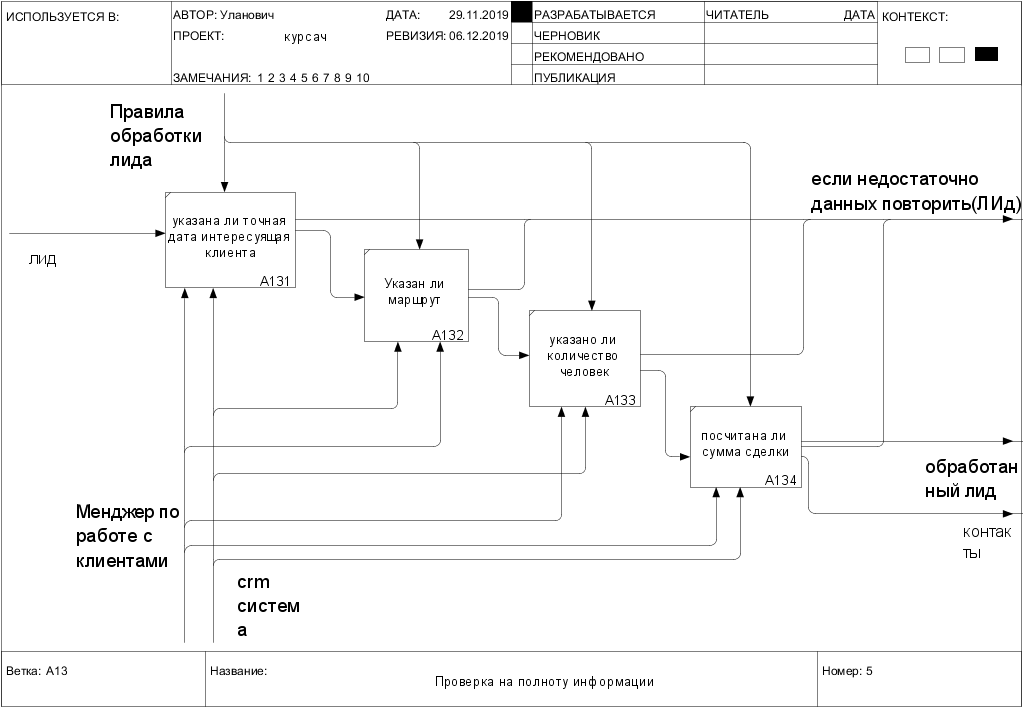 ИСПОЛЬЗУЕТСЯ В:
АВТОР: Уланович
ДАТА: 29.11.2019
РАЗРАБАТЫВАЕТСЯ
ЧИТАТЕЛЬ
ДАТА
КОНТЕКСТ:
ПРОЕКТ: курсач
РЕВИЗИЯ: 06.12.2019
ЧЕРНОВИК
РЕКОМЕНДОВАНО
ЗАМЕЧАНИЯ: 1 2 3 4 5 6 7 8 9 10
ПУБЛИКАЦИЯ
Правила
обработки
лида
если недостаточно
данных повторить(ЛИд)
указана ли точная
дата интересуящая
клиента
A131
лид
Указан ли
маршрут
A132
указано ли
количество
человек
A133
посчитана ли
сумма сделки
A134
обработан
ный лид
Менджер по
работе с
клиентами
контак
ты
crm
систем
а
Ветка: A13
Название:
Проверка на полноту информации
Номер: 5